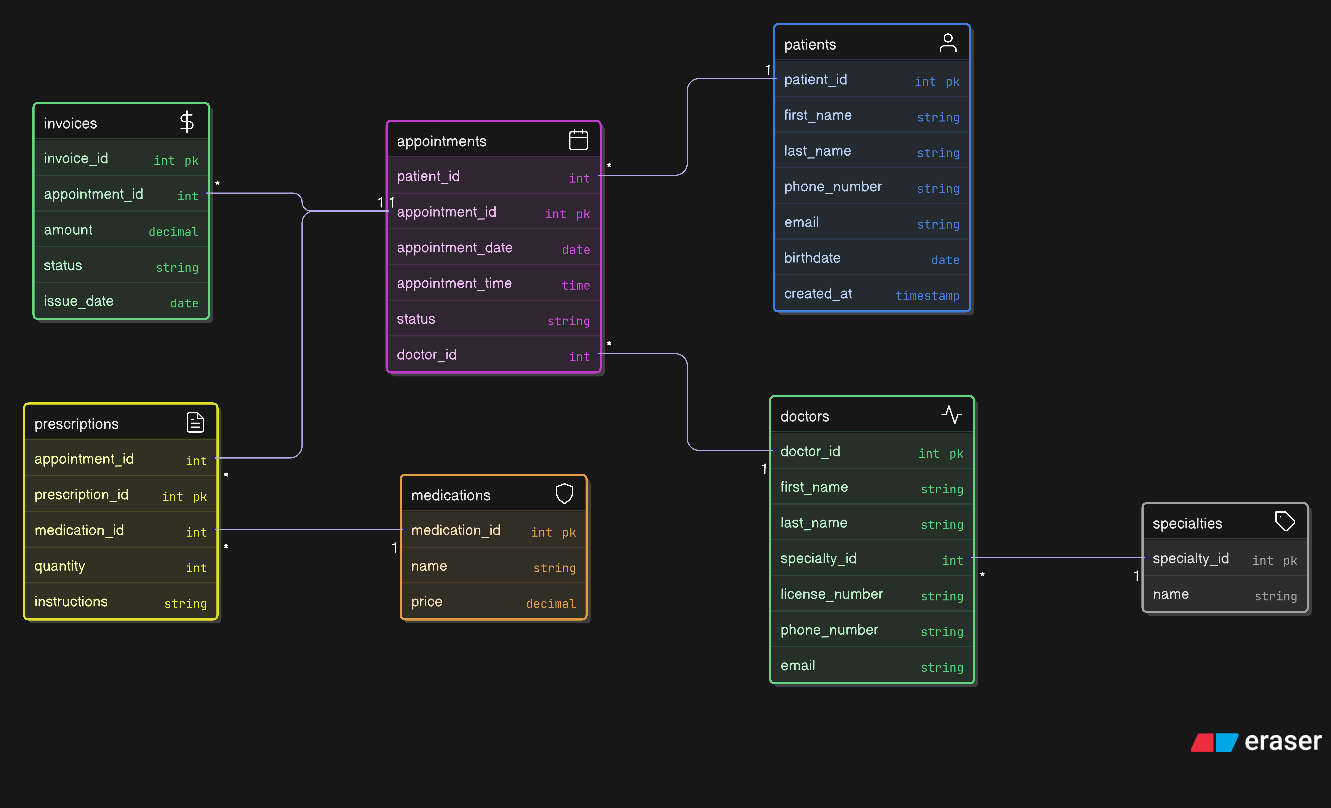 patients
patient_id int pk
first_name string
last_name string
phone_number string
email string
birthdate date
created_at timestamp
1
invoices
invoice_id int pk
appointment_id int
amount decimal
status string
issue_date date
*
appointments
patient_id int
appointment_id int pk
appointment_date date
appointment_time time
status string
doctor_id int
*
1 1
*
prescriptions
appointment_id int
prescription_id int pk
medication_id int
quantity int
instructions string
*
*
medications
medication_id int pk
name string
price decimal
1
doctors
doctor_id int pk
first_name string
last_name string
specialty_id int
license_number string
phone_number string
email string
1
*
specialties
specialty_id int pk
name string
1
eraser